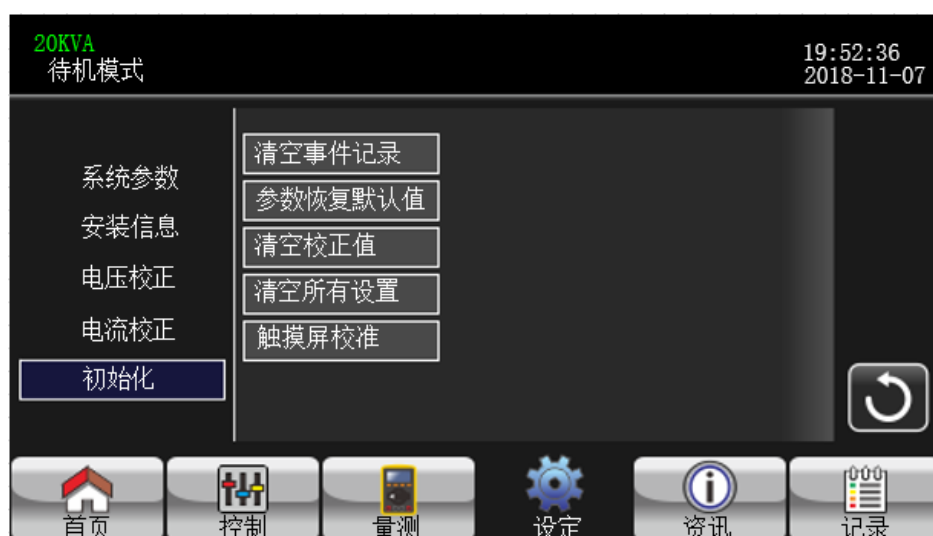 20KVA
待机模式
19:52:36
2018-11-07
系统参数
安装信息
电压校正
电流校正
初始化
清空事件记录
参数恢复默认值
清空校正值
清空所有设置
触摸屏校准
首页
控制
量测
设定
资讯
记录